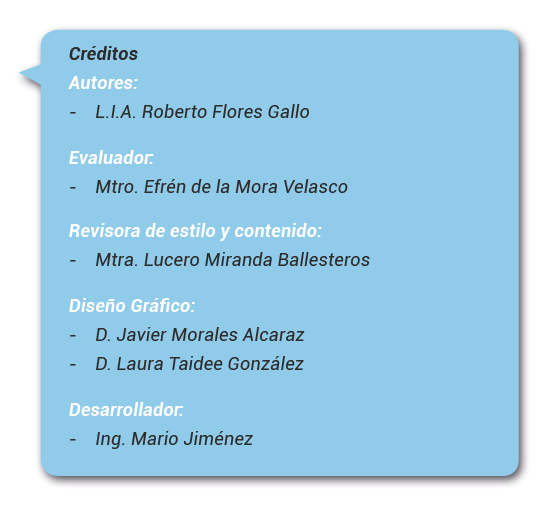 Créditos
Autores:
- L.I.A. Roberto Flores Gallo
Evaluador:
- Mtro. Efrén de la Mora Velasco
Revisora de estilo y contenido:
- Mtra. Lucero Miranda Ballesteros
Diseño Gráfico:
- D. Javier Morales Alcaraz
- D. Laura Taidee González
Desarrollador:
- Ing. Mario Jiménez